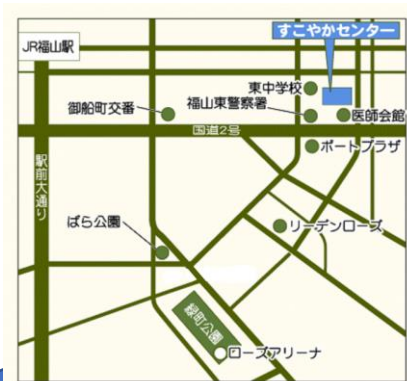 すこやかセンター
JR福山駅
東中学校
御船町交番
福山東警察署
医師会館
国道2号
ポートプラザ
駅前大通り
ばら公園
リーデンローズ
緑町公園
ローズアリーナ